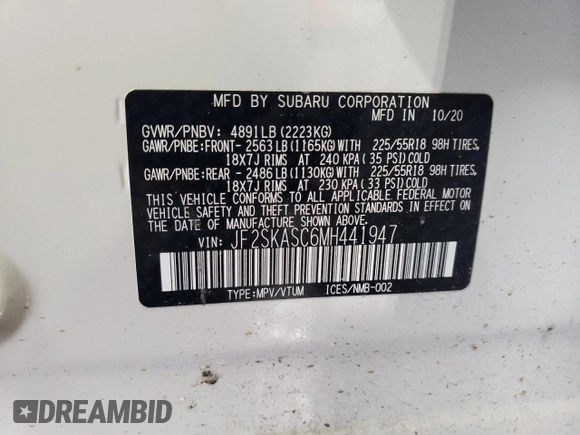 MFD BY SUBARU CORPORATION
MFD IN 10/20
GVWR/PNBV: 4891LB (2223KG)
GAWR/PNBE:FRONT- 2563LB (1165KG)WITH 225/55R18 98H TIRES,
18X7J RIMS AT 240 KPA (35 PSI)COLD
GAWR/PNBE:REAR - 2486LB (1130KG)WITH 225/55R18 98H TIRES,
18X7J RIMS AT 230 KPA (33 PSI)COLD
THIS VEHICLE CONFORMS TO ALL APPLICABLE FEDERAL MOTOR
VEHICLE SAFETY AND THEFT PREVENTION STANDARDS IN EFFECT
ON THE DATE OF MANUFACTURE SHOWN ABOVE.
VIN: JF2SKASC6MH441947
TYPE:MPV/VTUM ICES/NMB-002
DREAMBID